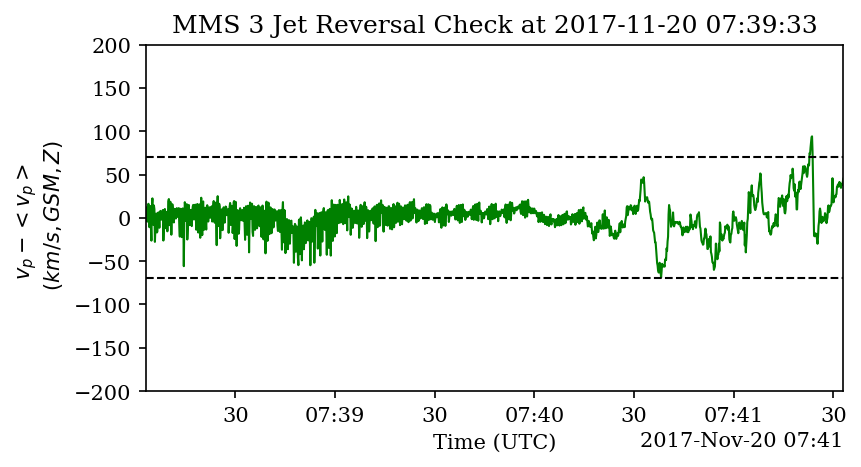 MMS 3 Jet Reversal Check at 2017-11-20 07:39:33
v_p − < v_p >
(km/s, GSM, Z)
200
150
100
50
0
−50
−100
−150
−200
30 07:39 30 07:40 30 07:41 30
Time (UTC) 2017-Nov-20 07:41